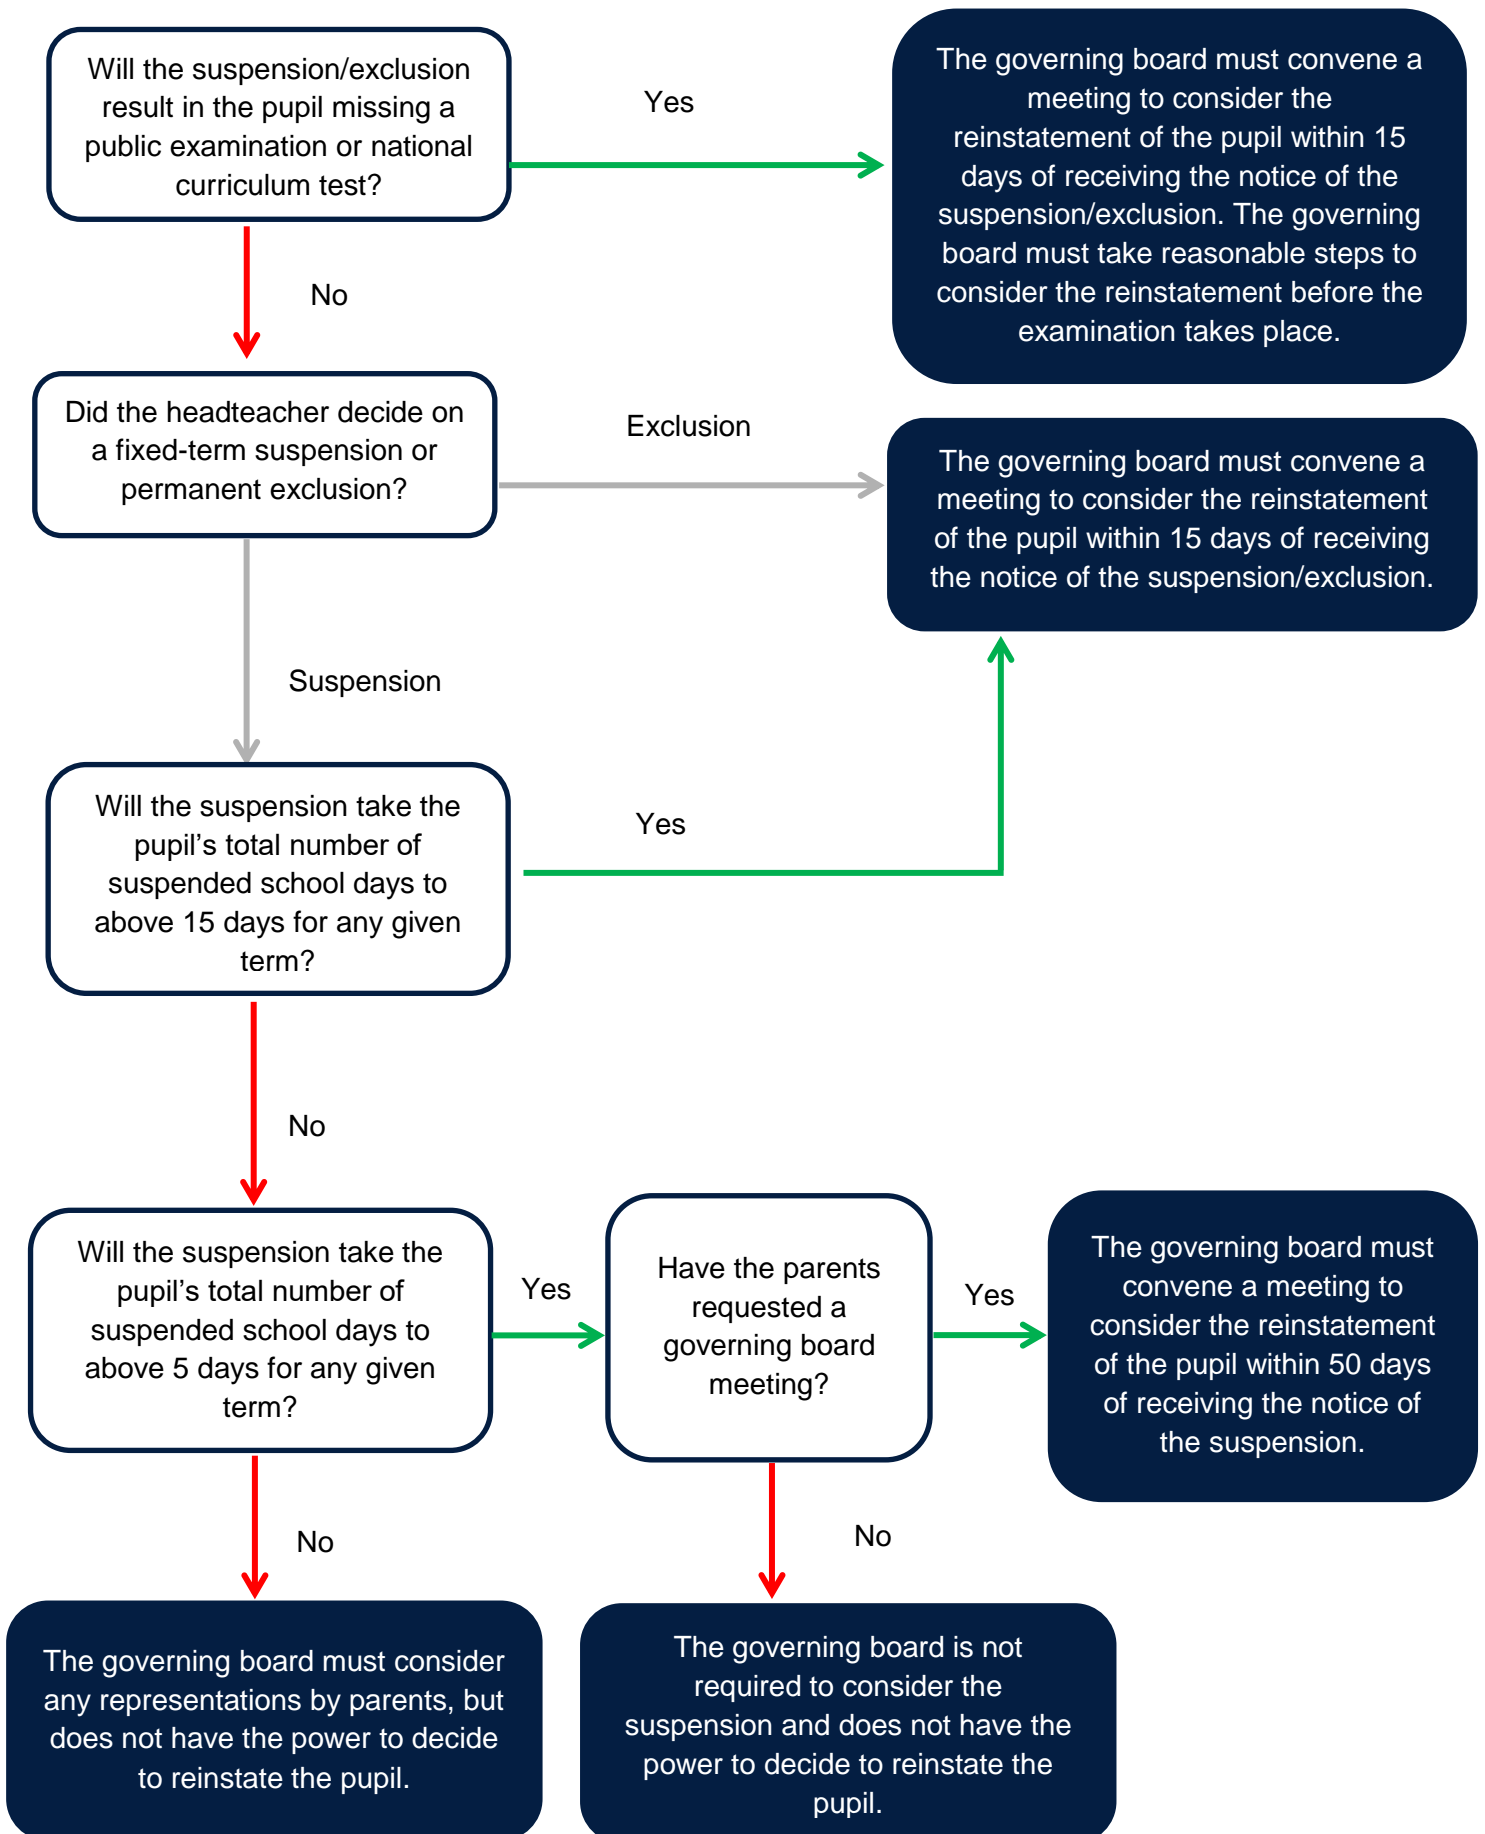 Will the suspension/exclusion
result in the pupil missing a
public examination or national
curriculum test?
Yes
The governing board must convene a
meeting to consider the
reinstatement of the pupil within 15
days of receiving the notice of the
suspension/exclusion. The governing
board must take reasonable steps to
consider the reinstatement before the
examination takes place.
No
Did the headteacher decide on
a fixed-term suspension or
permanent exclusion?
Exclusion
The governing board must convene a
meeting to consider the reinstatement
of the pupil within 15 days of receiving
the notice of the suspension/exclusion.
Suspension
Will the suspension take the
pupil’s total number of
suspended school days to
above 15 days for any given
term?
Yes
No
Will the suspension take the
pupil’s total number of
suspended school days to
above 5 days for any given
term?
Yes
Have the parents
requested a
governing board
meeting?
Yes
The governing board must
convene a meeting to
consider the reinstatement
of the pupil within 50 days
of receiving the notice of
the suspension.
No
No
The governing board must consider
any representations by parents, but
does not have the power to decide
to reinstate the pupil.
The governing board is not
required to consider the
suspension and does not have the
power to decide to reinstate the
pupil.